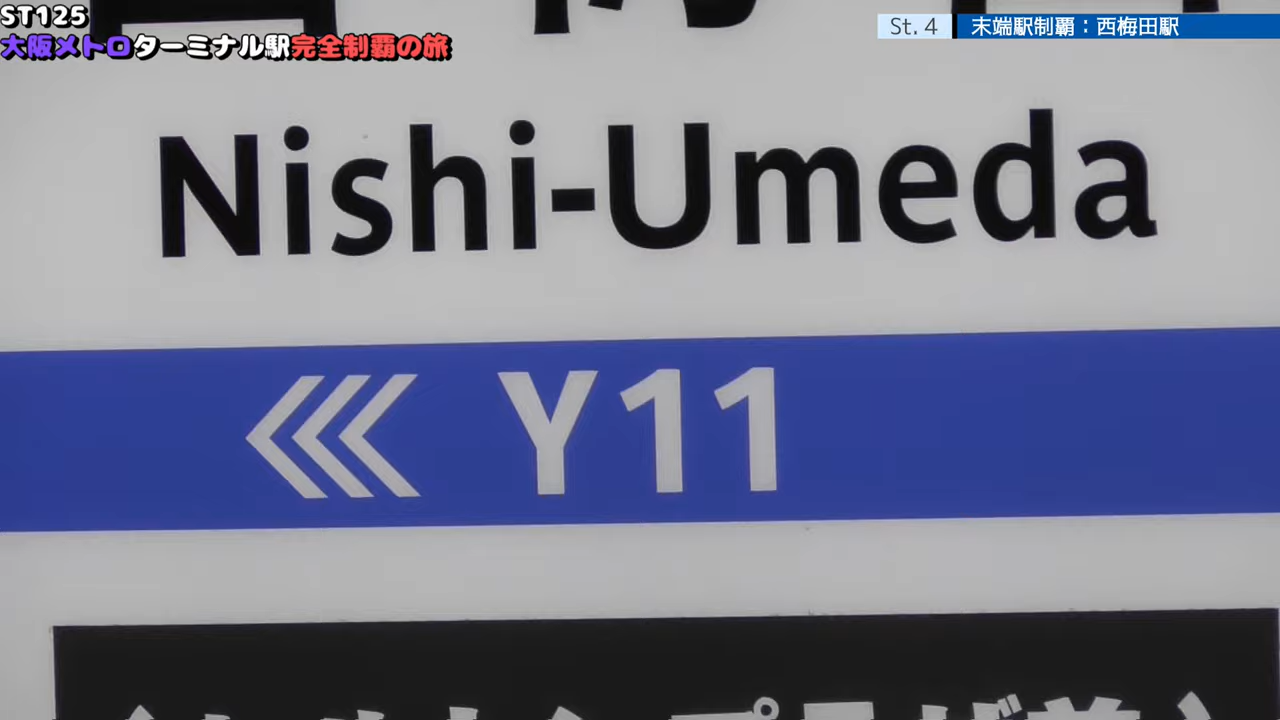 ST125
大阪メトロターミナル駅完全制覇の旅
St. 4
末端駅制覇：西梅田駅
Nishi-Umeda
Y11